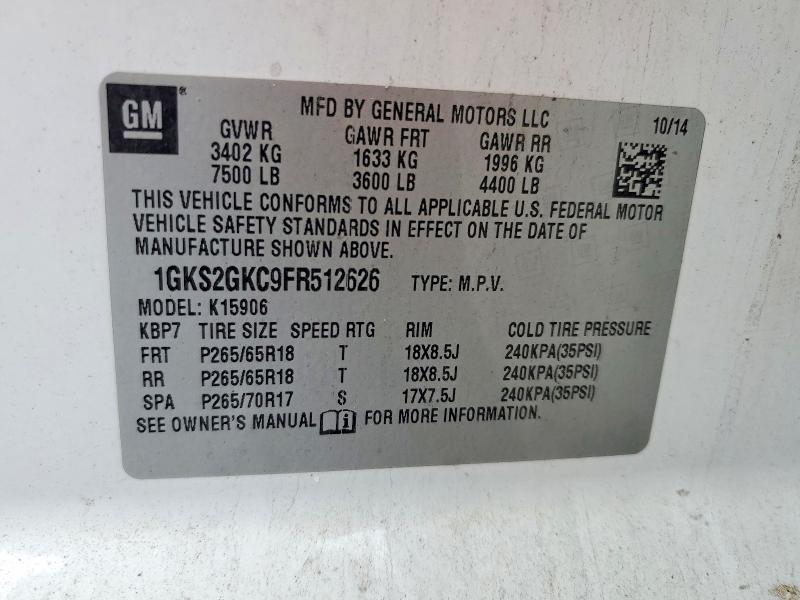 GM®
MFD BY GENERAL MOTORS LLC 10/14
GVWR GAWR FRT GAWR RR
3402 KG 1633 KG 1996 KG
7500 LB 3600 LB 4400 LB
THIS VEHICLE CONFORMS TO ALL APPLICABLE U.S. FEDERAL MOTOR
VEHICLE SAFETY STANDARDS IN EFFECT ON THE DATE OF
MANUFACTURE SHOWN ABOVE.
1GKS2GKC9FR512626 TYPE: M.P.V.
MODEL: K15906
KBP7 TIRE SIZE SPEED RTG RIM COLD TIRE PRESSURE
FRT P265/65R18 T 18X8.5J 240KPA(35PSI)
RR P265/65R18 T 18X8.5J 240KPA(35PSI)
SPA P265/70R17 S 17X7.5J 240KPA(35PSI)
SEE OWNER'S MANUAL i FOR MORE INFORMATION.